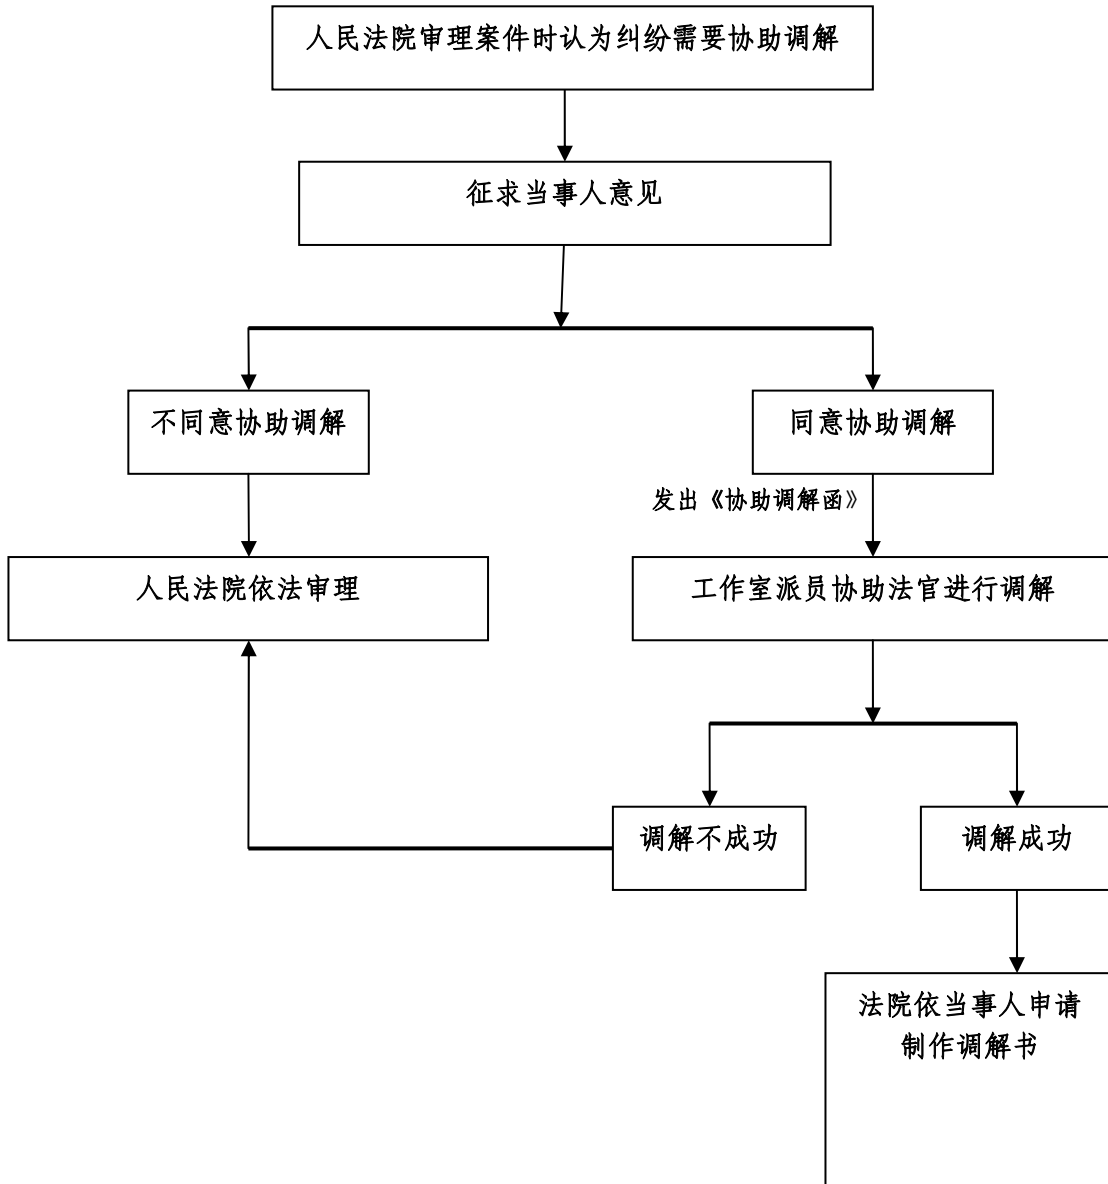 人民法院审理案件时认为纠纷需要协助调解
征求当事人意见
不同意协助调解
同意协助调解
发出《协助调解函》
人民法院依法审理
工作室派员协助法官进行调解
调解不成功
调解成功
法院依当事人申请
制作调解书